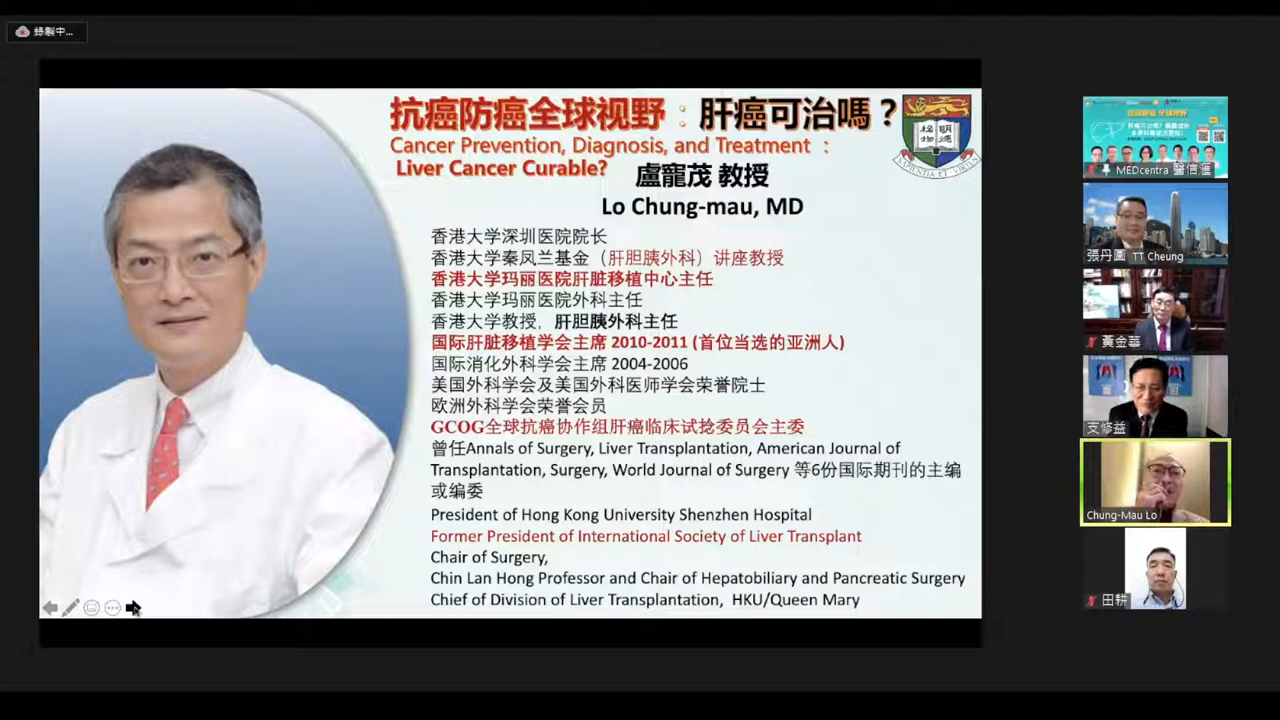 錄製中...
抗癌防癌全球视野：肝癌可治嗎？
Cancer Prevention, Diagnosis, and Treatment ：
Liver Cancer Curable?
盧寵茂 教授
Lo Chung-mau, MD
香港大学深圳医院院长
香港大学秦凤兰基金（肝胆胰外科）讲座教授
香港大学玛丽医院肝脏移植中心主任
香港大学玛丽医院外科主任
香港大学教授，肝胆胰外科主任
国际肝脏移植学会主席 2010-2011 (首位当选的亚洲人)
国际消化外科学会主席 2004-2006
美国外科学会及美国外科医师学会荣誉院士
欧洲外科学会荣誉会员
GCOG全球抗癌协作组肝癌临床试捻委员会主委
曾任Annals of Surgery, Liver Transplantation, American Journal of
Transplantation, Surgery, World Journal of Surgery 等6份国际期刊的主编
或编委
President of Hong Kong University Shenzhen Hospital
Former President of International Society of Liver Transplant
Chair of Surgery,
Chin Lan Hong Professor and Chair of Hepatobiliary and Pancreatic Surgery
Chief of Division of Liver Transplantation, HKU/Queen Mary
MEDcentra 醫信滙
張丹圖 TT Cheung
黃金華
支修益
Chung-Mau Lo
田耕